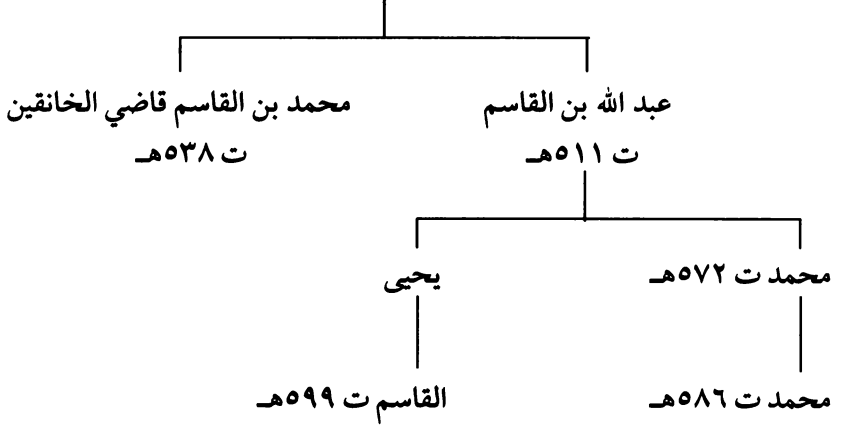 عبد الله بن القاسم
ت ٥١١هـ
محمد بن القاسم قاضي الخانقين
ت ٥٣٨هـ
محمد ت ٥٧٢هـ
يحيى
محمد ت ٥٨٦هـ
القاسم ت ٥٩٩هـ